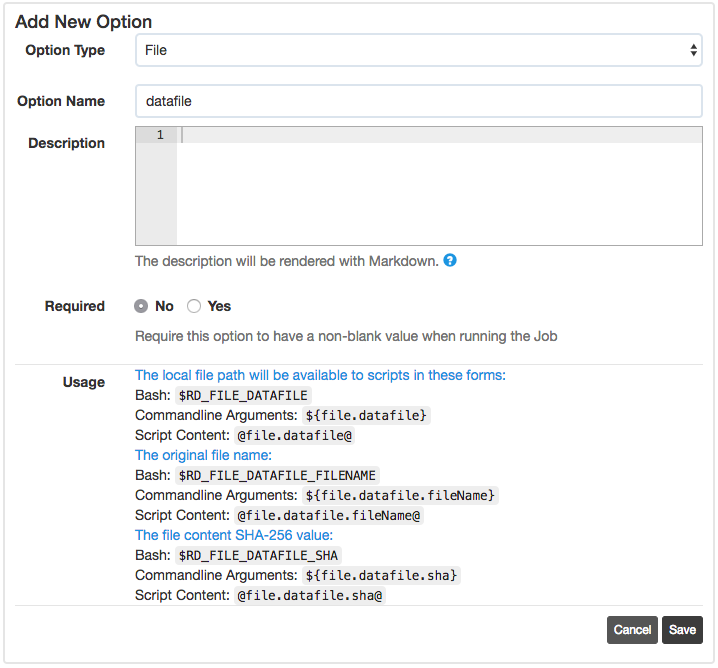 Add New Option
Option Type File
Option Name datafile
Description 1
The description will be rendered with Markdown. ?
Required No Yes
Require this option to have a non-blank value when running the Job
Usage The local file path will be available to scripts in these forms:
Bash: $RD_FILE_DATAFILE
Commandline Arguments: ${file.datafile}
Script Content: @file.datafile@
The original file name:
Bash: $RD_FILE_DATAFILE_FILENAME
Commandline Arguments: ${file.datafile.fileName}
Script Content: @file.datafile.fileName@
The file content SHA-256 value:
Bash: $RD_FILE_DATAFILE_SHA
Commandline Arguments: ${file.datafile.sha}
Script Content: @file.datafile.sha@
Cancel Save